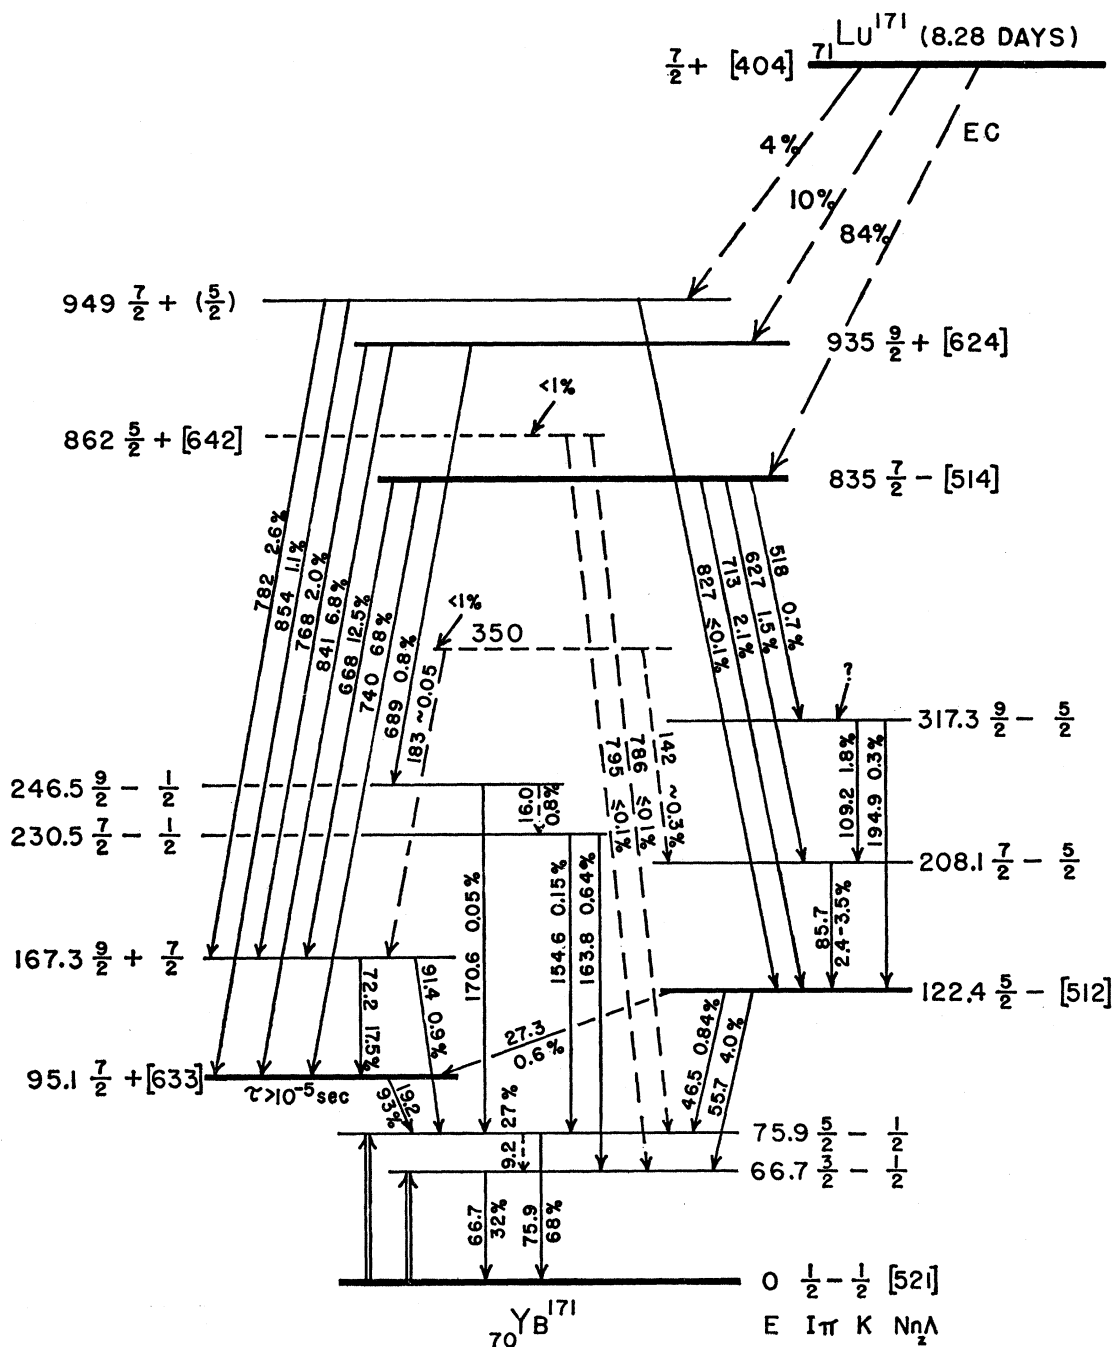 ₇₁Lu¹⁷¹ (8.28 DAYS)
7/2 + [404]
EC
4%
10%
84%
949 7/2 + (5/2)
935 9/2 + [624]
<1%
862 5/2 + [642]
835 7/2 - [514]
782 2.6%
854 1.1%
768 2.0%
841 6.8%
668 12.5%
740 68%
689 0.8%
827 ≤0.1%
713 2.1%
627 1.5%
518 0.7%
<1%
350
183 ~0.05
795 ≤0.1%
786 ≤0.1%
142 ~0.3%
?
317.3 9/2 - 5/2
109.2 1.8%
194.9 0.3%
246.5 9/2 - 1/2
16.0 0.8%
230.5 7/2 - 1/2
208.1 7/2 - 5/2
170.6 0.05%
154.6 0.15%
163.8 0.64%
85.7 2.4-3.5%
167.3 9/2 + 7/2
122.4 5/2 - [512]
72.2 17.5%
91.4 0.9%
27.3 0.6%
46.5 0.84%
55.7 4.0%
95.1 7/2 + [633]
τ>10⁻⁵ sec
19.2 93%
9.2 27%
75.9 5/2 - 1/2
66.7 3/2 - 1/2
66.7 32%
75.9 68%
0 1/2 - 1/2 [521]
₇₀YB¹⁷¹
E Iπ K Nn_zΛ